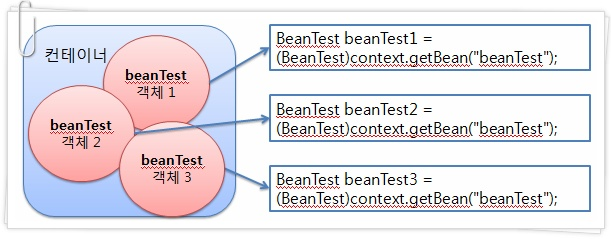 컨테이너
beanTest
객체 1
beanTest
객체 2
beanTest
객체 3
BeanTest beanTest1 =
(BeanTest)context.getBean("beanTest");
BeanTest beanTest2 =
(BeanTest)context.getBean("beanTest");
BeanTest beanTest3 =
(BeanTest)context.getBean("beanTest");